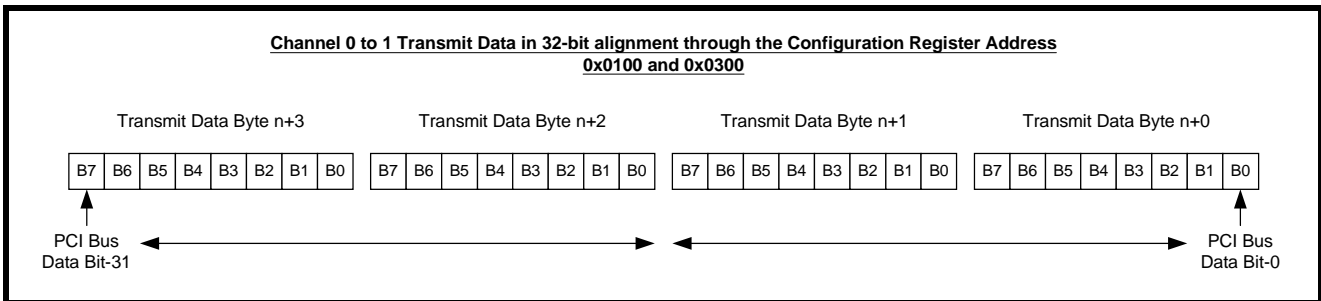 Channel 0 to 1 Transmit Data in 32-bit alignment through the Configuration Register Address
0x0100 and 0x0300
Transmit Data Byte n+3 Transmit Data Byte n+2 Transmit Data Byte n+1 Transmit Data Byte n+0
B7 B6 B5 B4 B3 B2 B1 B0 B7 B6 B5 B4 B3 B2 B1 B0 B7 B6 B5 B4 B3 B2 B1 B0 B7 B6 B5 B4 B3 B2 B1 B0
PCI Bus PCI Bus
Data Bit-31 Data Bit-0